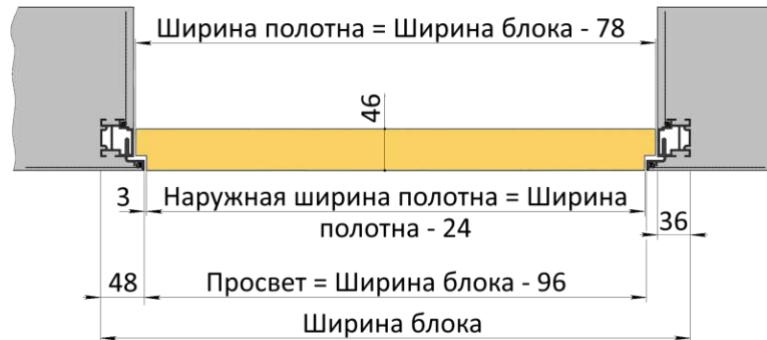 Ширина полотна = Ширина блока - 78
46
3
Наружная ширина полотна = Ширина
полотна - 24
36
48
Просвет = Ширина блока - 96
Ширина блока